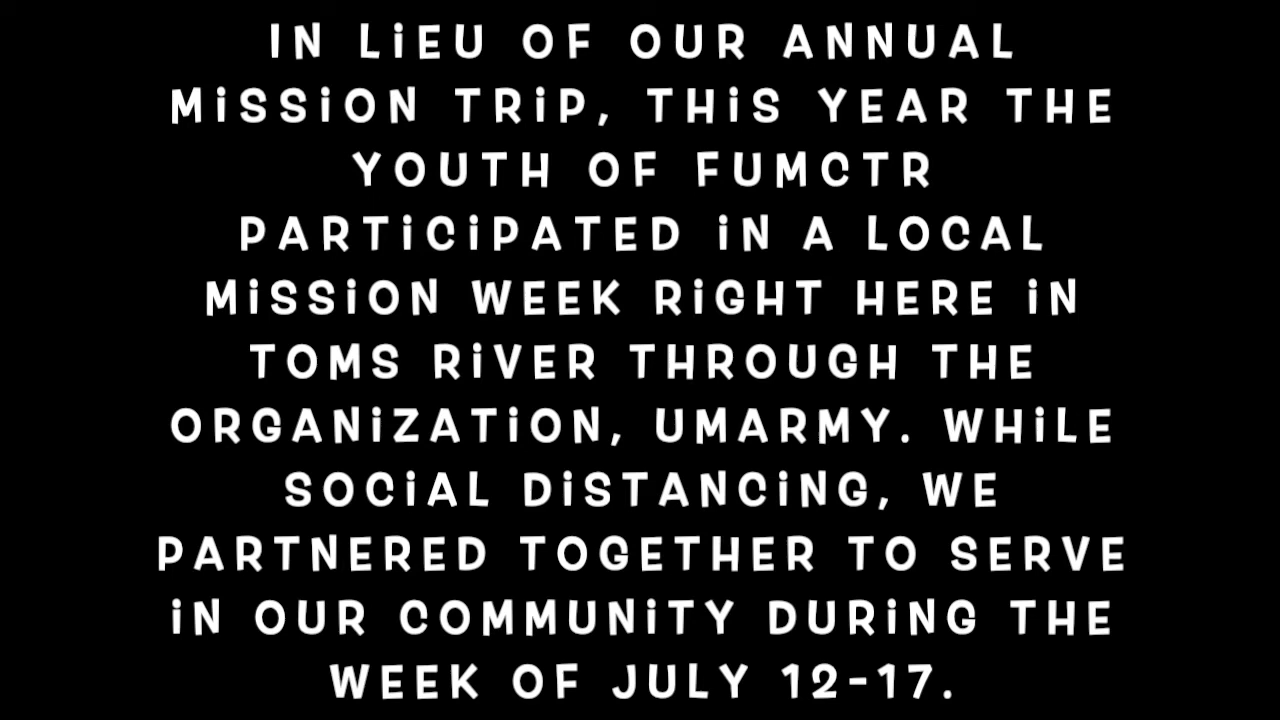 IN LiEU OF OUR ANNUAL
MiSSiON TRiP, THiS YEAR THE
YOUTH OF FUMCTR
PARTiCiPATED iN A LOCAL
MiSSiON WEEK RiGHT HERE iN
TOMS RiVER THROUGH THE
ORGANiZATiON, UMARMY. WHiLE
SOCiAL DiSTANCiNG, WE
PARTNERED TOGETHER TO SERVE
iN OUR COMMUNiTY DURiNG THE
WEEK OF JULY 12-17.